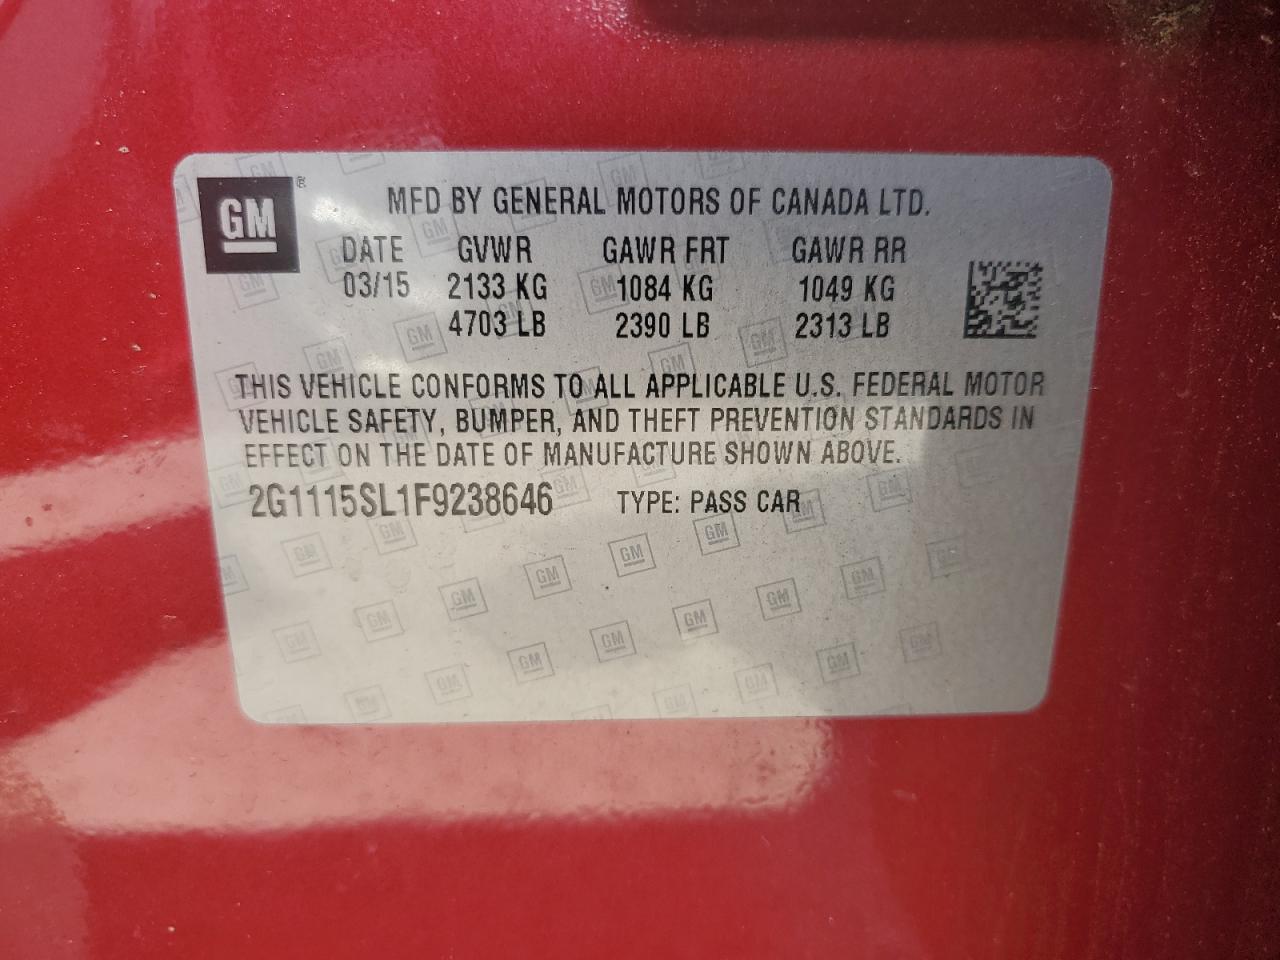 GM ®
MFD BY GENERAL MOTORS OF CANADA LTD.
DATE GVWR GAWR FRT GAWR RR
03/15 2133 KG 1084 KG 1049 KG
4703 LB 2390 LB 2313 LB
THIS VEHICLE CONFORMS TO ALL APPLICABLE U.S. FEDERAL MOTOR
VEHICLE SAFETY, BUMPER, AND THEFT PREVENTION STANDARDS IN
EFFECT ON THE DATE OF MANUFACTURE SHOWN ABOVE.
2G1115SL1F9238646 TYPE: PASS CAR